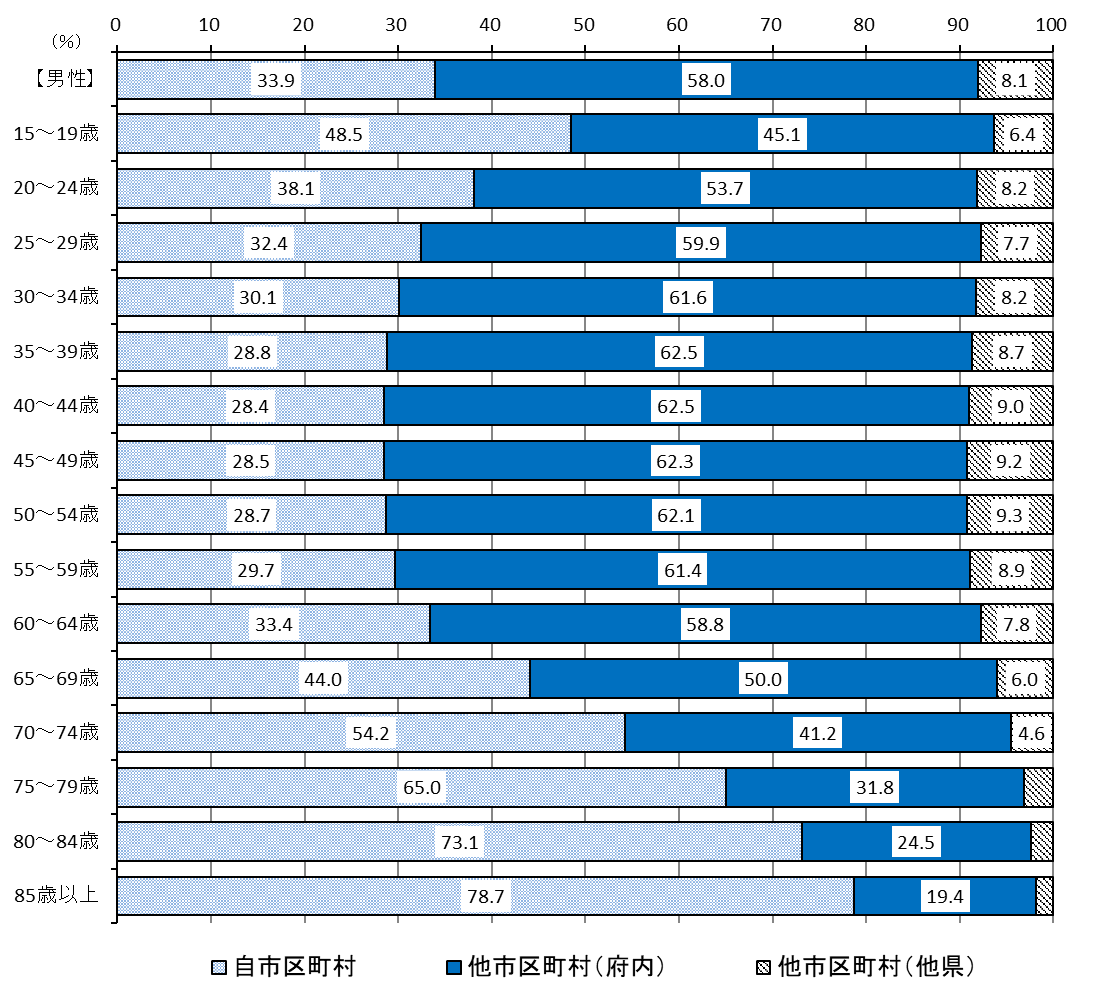 0 10 20 30 40 50 60 70 80 90 100
(%)
【男性】 33.9 58.0 8.1
15～19歳 48.5 45.1 6.4
20～24歳 38.1 53.7 8.2
25～29歳 32.4 59.9 7.7
30～34歳 30.1 61.6 8.2
35～39歳 28.8 62.5 8.7
40～44歳 28.4 62.5 9.0
45～49歳 28.5 62.3 9.2
50～54歳 28.7 62.1 9.3
55～59歳 29.7 61.4 8.9
60～64歳 33.4 58.8 7.8
65～69歳 44.0 50.0 6.0
70～74歳 54.2 41.2 4.6
75～79歳 65.0 31.8
80～84歳 73.1 24.5
85歳以上 78.7 19.4
自市区町村 他市区町村（府内） 他市区町村（他県）